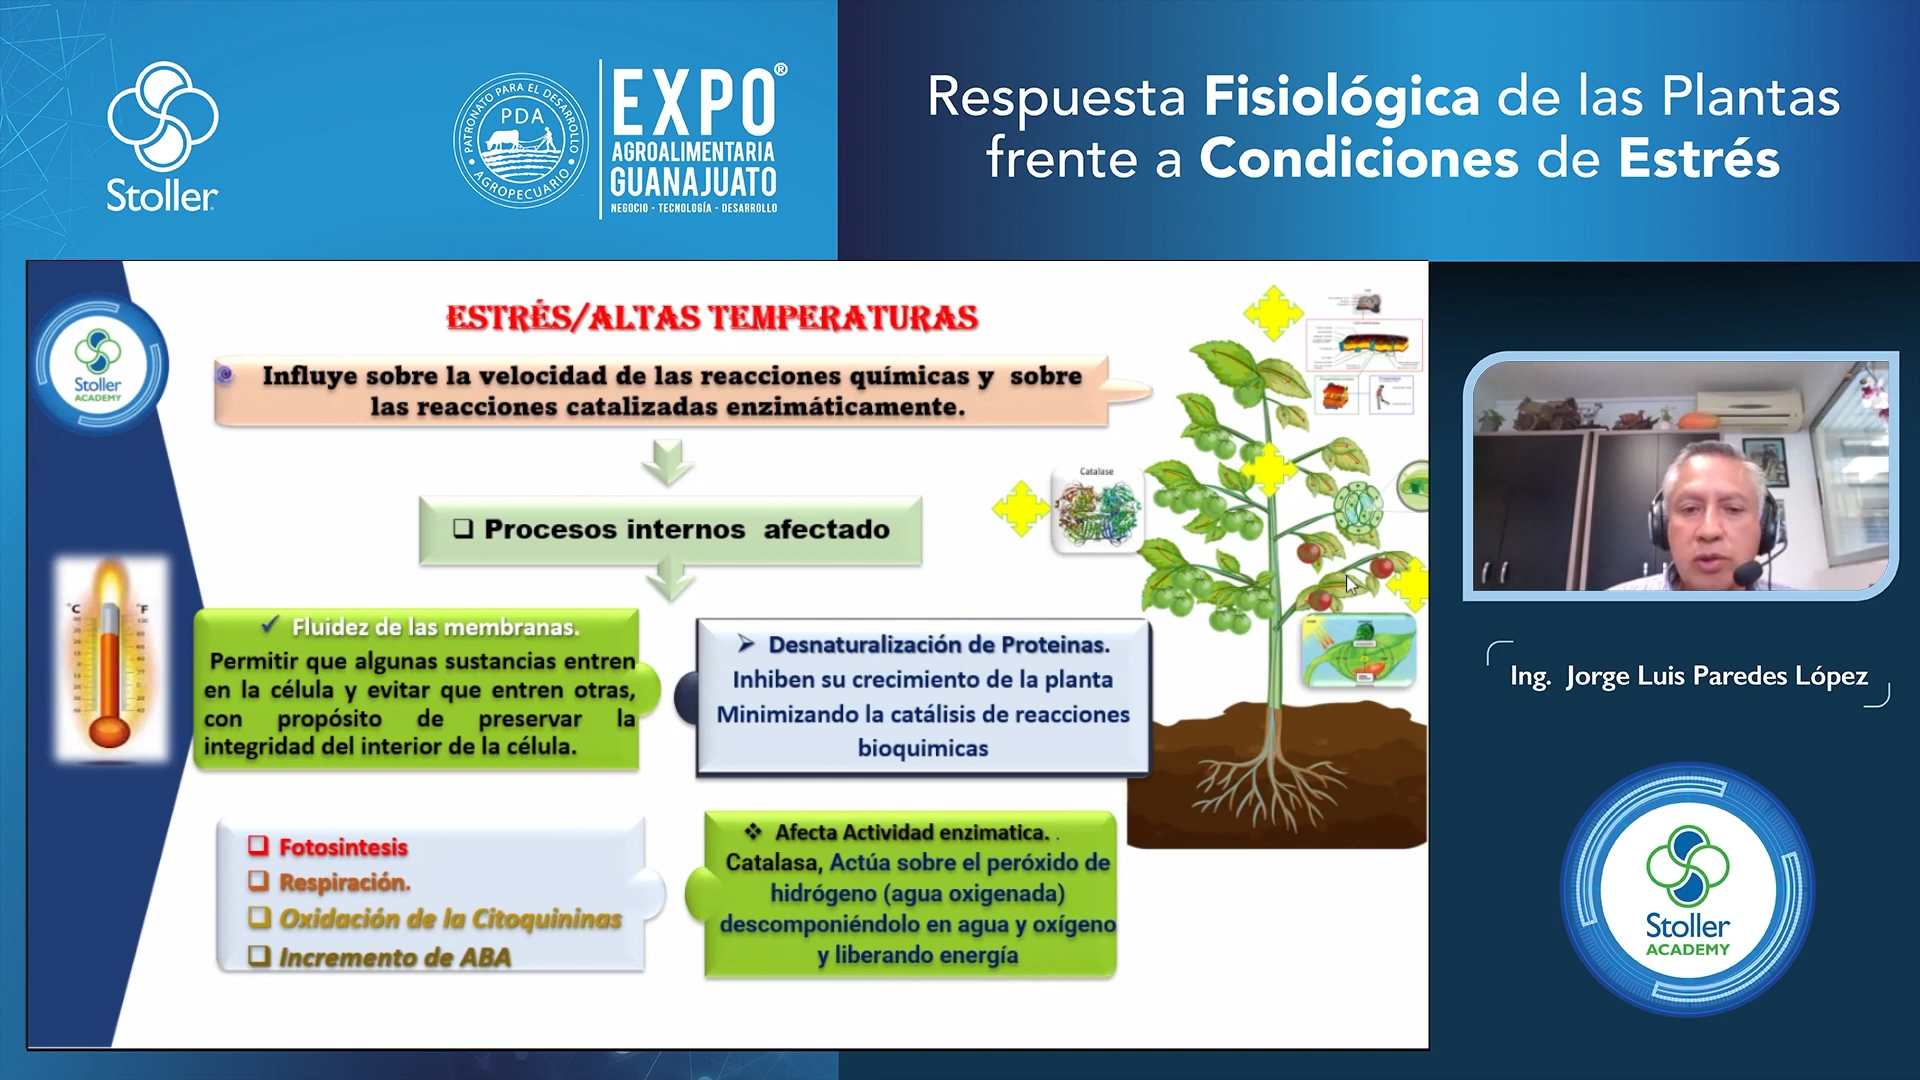 Stoller
PATRONATO PARA EL DESARROLLO
PDA
AGROPECUARIO
EXPO®
AGROALIMENTARIA
GUANAJUATO
NEGOCIO - TECNOLOGÍA - DESARROLLO
Respuesta Fisiológica de las Plantas
frente a Condiciones de Estrés
Stoller
ACADEMY
ESTRÉS/ALTAS TEMPERATURAS
Influye sobre la velocidad de las reacciones químicas y sobre
las reacciones catalizadas enzimáticamente.
Procesos internos afectado
Catalase
°C °F
Fluídez de las membranas.
Permitir que algunas sustancias entren
en la célula y evitar que entren otras,
con propósito de preservar la
integridad del interior de la célula.
Desnaturalización de Proteinas.
Inhiben su crecimiento de la planta
Minimizando la catálisis de reacciones
bioquimicas
Fotosintesis
Respiración.
Oxidación de la Citoquininas
Incremento de ABA
Afecta Actividad enzimatica. .
Catalasa, Actúa sobre el peróxido de
hidrógeno (agua oxigenada)
descomponiéndolo en agua y oxígeno
y liberando energía
Ing. Jorge Luis Paredes López
Stoller
ACADEMY